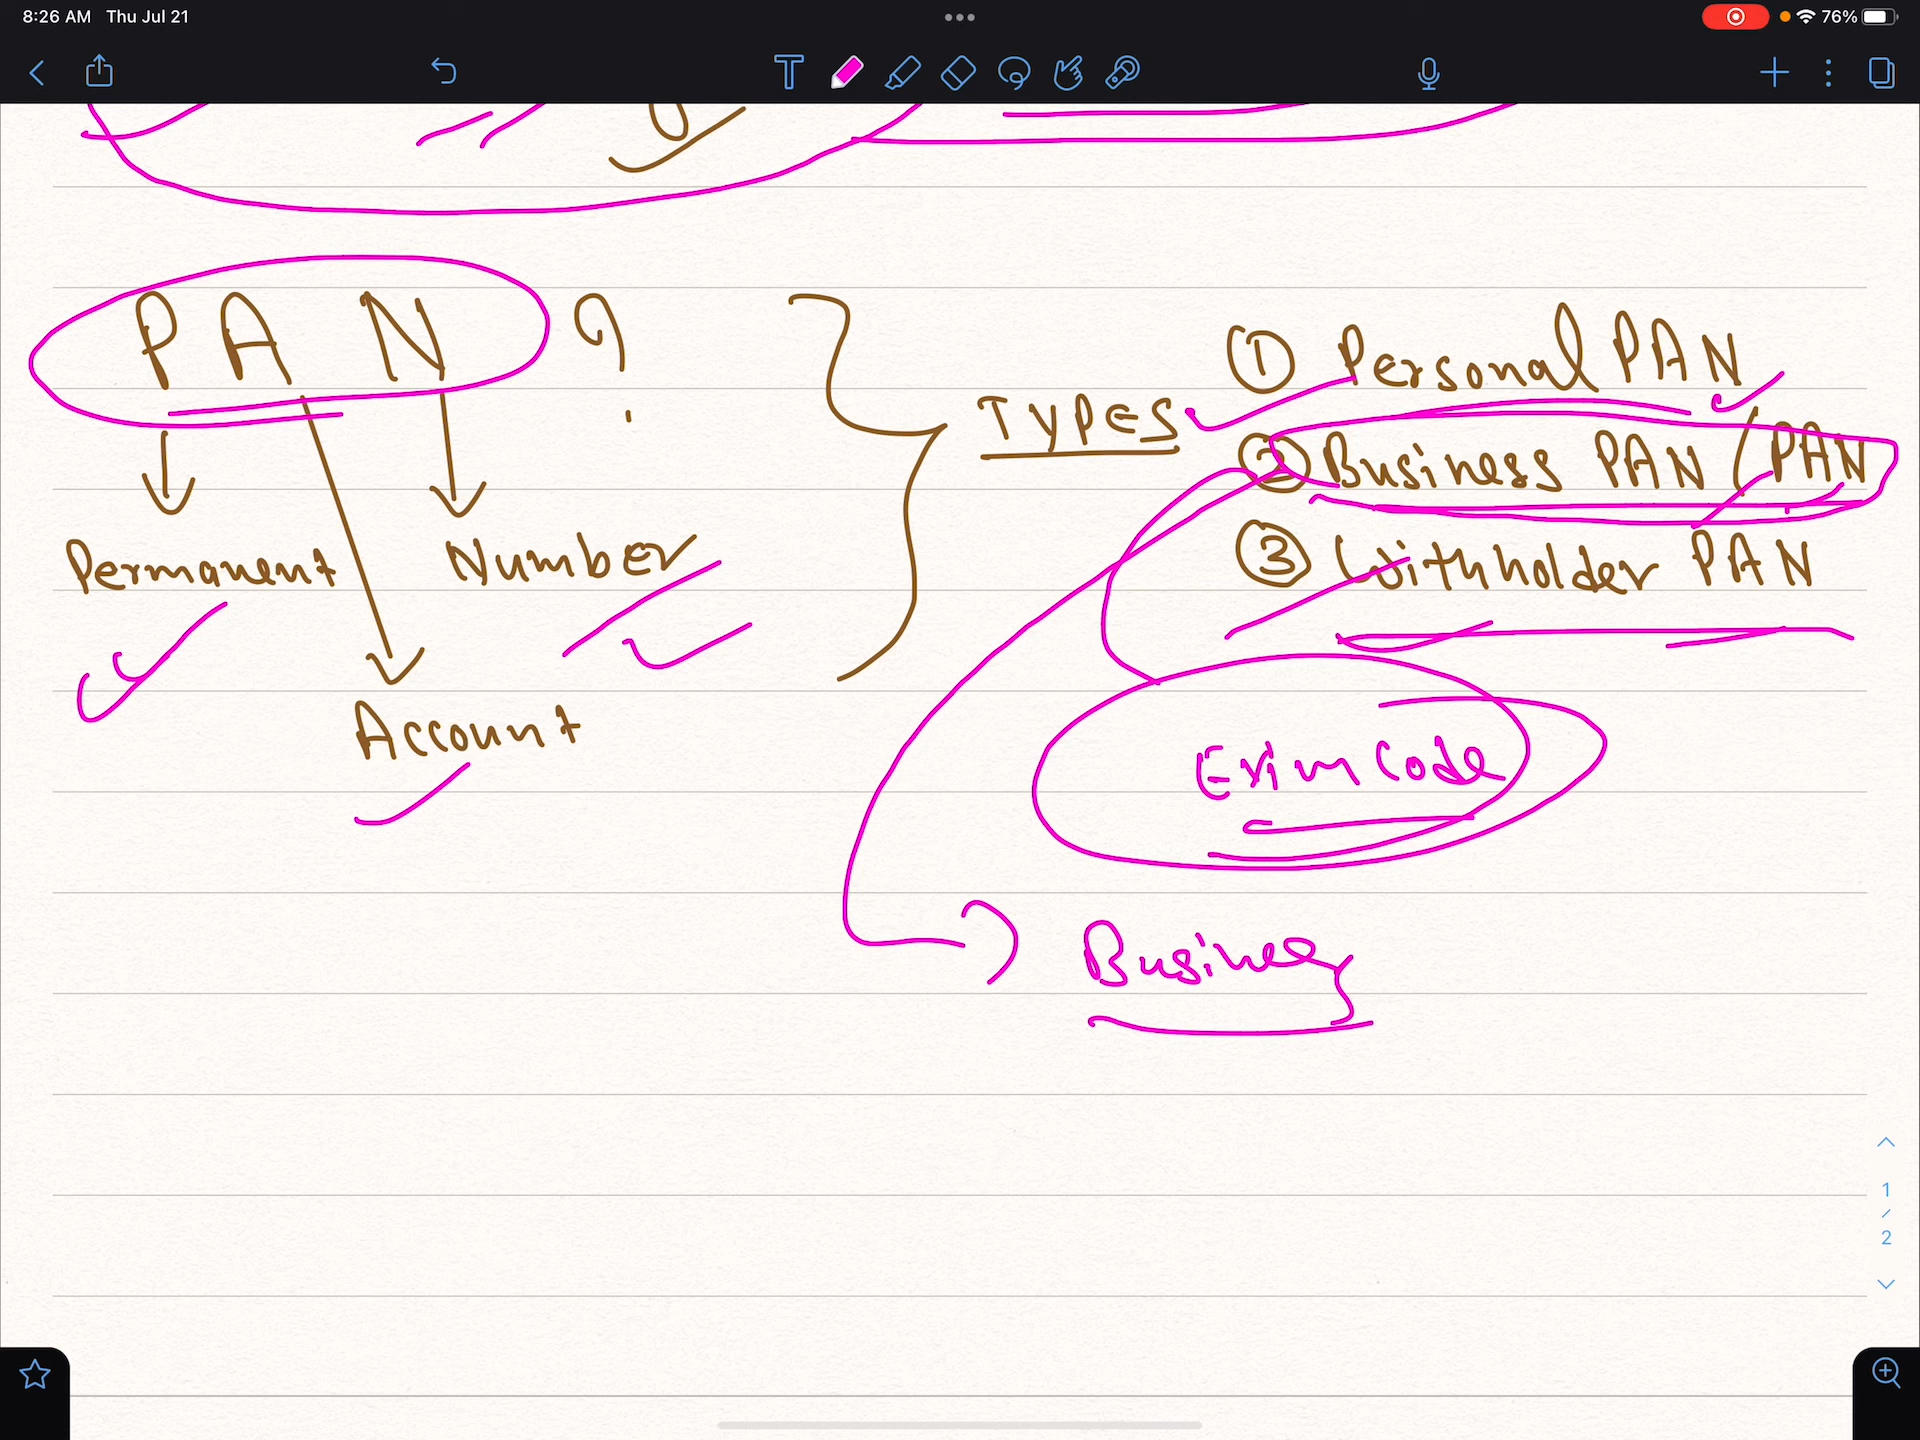 8:26 AM Thu Jul 21
76%
PAN ?
Permanent
Number
Account
TYPES
① Personal PAN
② Business PAN / PAN
③ Withholder PAN
Exim Code
Business
1
/
2